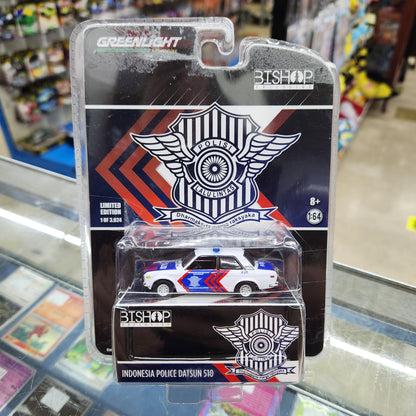 GREENLIGHT
BISHOP
POLISI
LALU LINTAS
LIMITED
EDITION
1 OF 3,024
8+
1:64
BISHOP
INDONESIA POLICE DATSUN 510